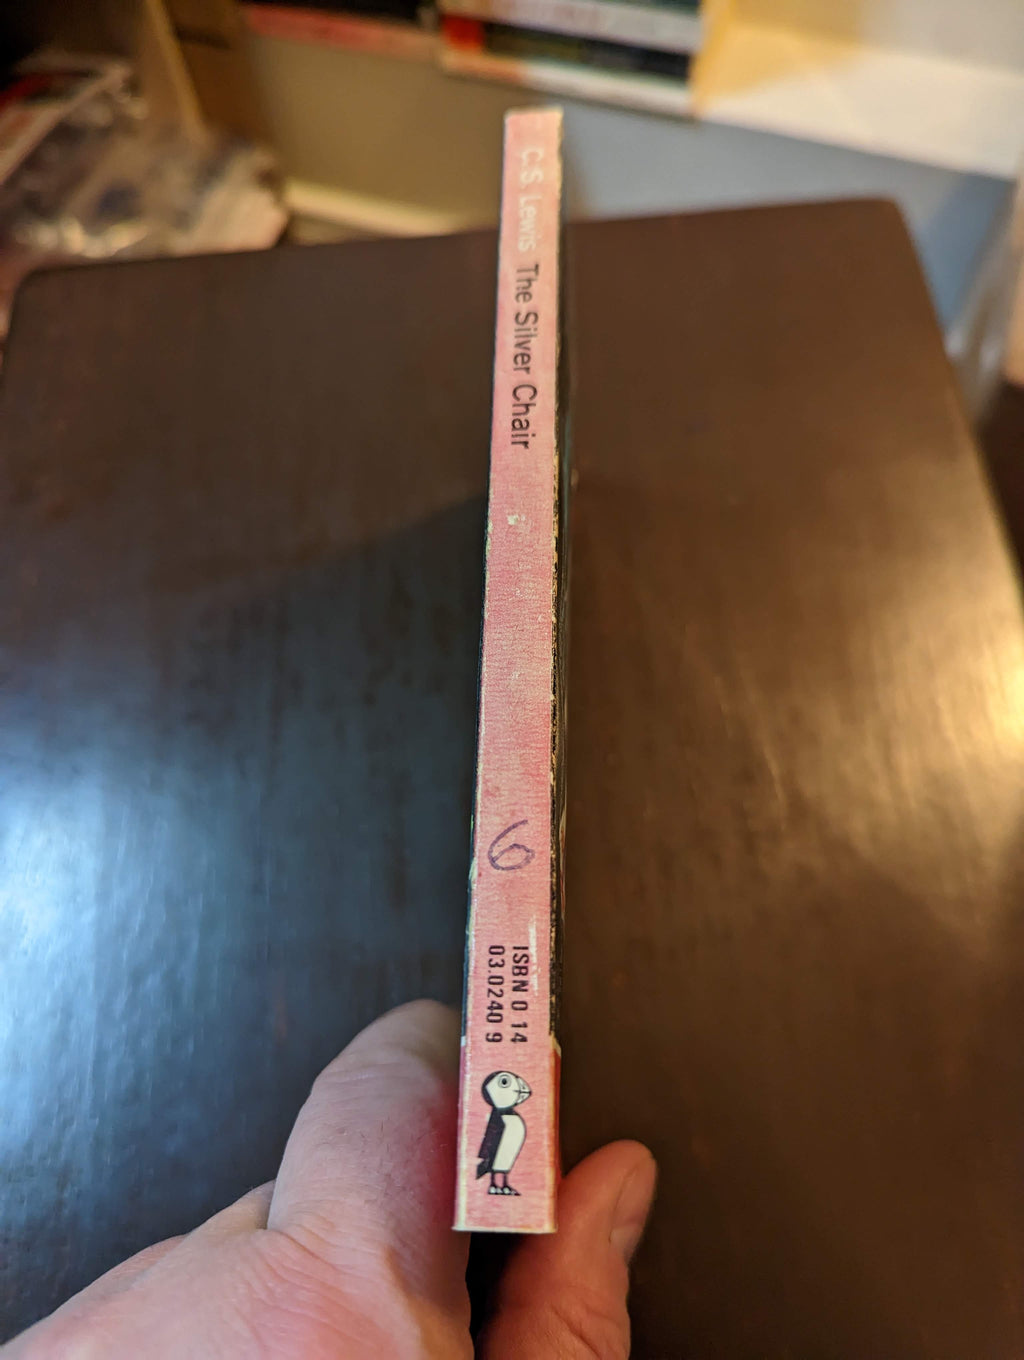 C.S. Lewis The Silver Chair
6
ISBN 0 14
03.0240 9